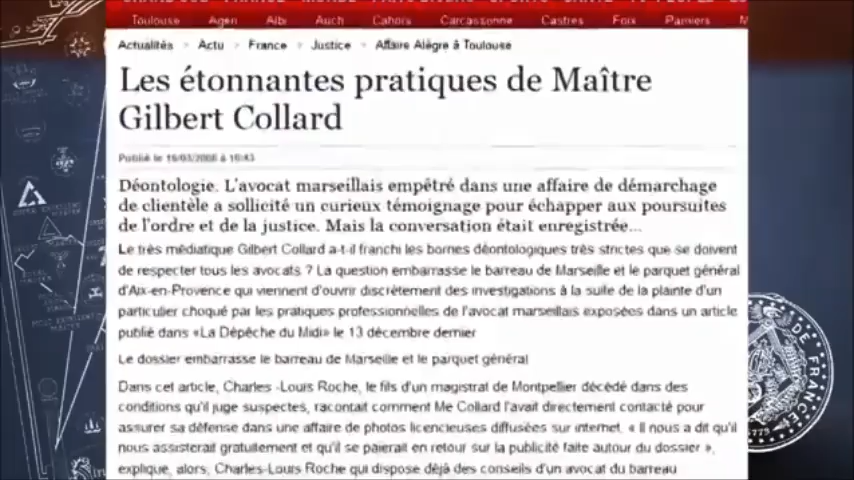 Toulouse Agen Albi Auch Cahors Carcassonne Castres Foix Pamiers M
Actualités > Actu > France > Justice > Affaire Alègre à Toulouse
Les étonnantes pratiques de Maître
Gilbert Collard
Publié le
Déontologie. L'avocat marseillais empêtré dans une affaire de démarchage
de clientèle a sollicité un curieux témoignage pour échapper aux poursuites
de l'ordre et de la justice. Mais la conversation était enregistrée...
Le très médiatique Gilbert Collard a-t-il franchi les bornes déontologiques très strictes que se doivent
de respecter tous les avocats ? La question embarrasse le barreau de Marseille et le parquet général
d'Aix-en-Provence qui viennent d'ouvrir discrètement des investigations à la suite de la plainte d'un
particulier choqué par les pratiques professionnelles de l'avocat marseillais exposées dans un article
publié dans «La Dépêche du Midi» le 13 décembre dernier
Le dossier embarrasse le barreau de Marseille et le parquet général
Dans cet article, Charles -Louis Roche, le fils d'un magistrat de Montpellier décédé dans des
conditions qu'il juge suspectes, racontait comment Me Collard l'avait directement contacté pour
assurer sa défense dans une affaire de photos licencieuses diffusées sur internet. « Il nous a dit qu'il
nous assisterait gratuitement et qu'il se paierait en retour sur la publicité faite autour du dossier »,
explique, alors, Charles-Louis Roche qui dispose déjà des conseils d'un avocat du barreau
DE FRANCE